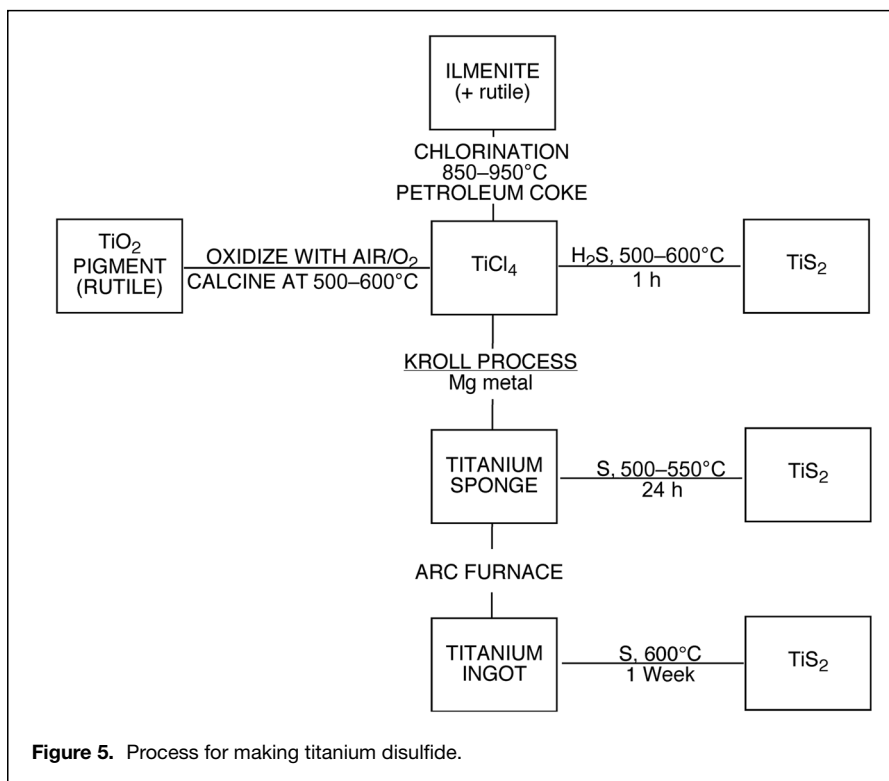 ILMENITE
(+ rutile)
CHLORINATION
850–950°C
PETROLEUM COKE
TiO2
PIGMENT
(RUTILE)
OXIDIZE WITH AIR/O2
CALCINE AT 500–600°C
TiCl4
H2S, 500–600°C
1 h
TiS2
KROLL PROCESS
Mg metal
TITANIUM
SPONGE
S, 500–550°C
24 h
TiS2
ARC FURNACE
TITANIUM
INGOT
S, 600°C
1 Week
TiS2
Figure 5. Process for making titanium disulfide.